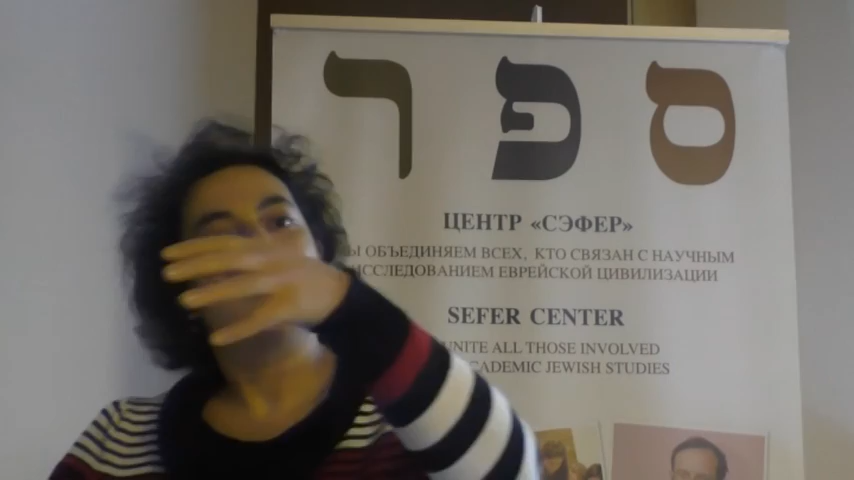 ספר
ЦЕНТР «СЭФЕР»
ОБЪЕДИНЯЕМ ВСЕХ, КТО СВЯЗАН С НАУЧНЫМ
ИССЛЕДОВАНИЕМ ЕВРЕЙСКОЙ ЦИВИЛИЗАЦИИ
SEFER CENTER
UNITE ALL THOSE INVOLVED
ACADEMIC JEWISH STUDIES